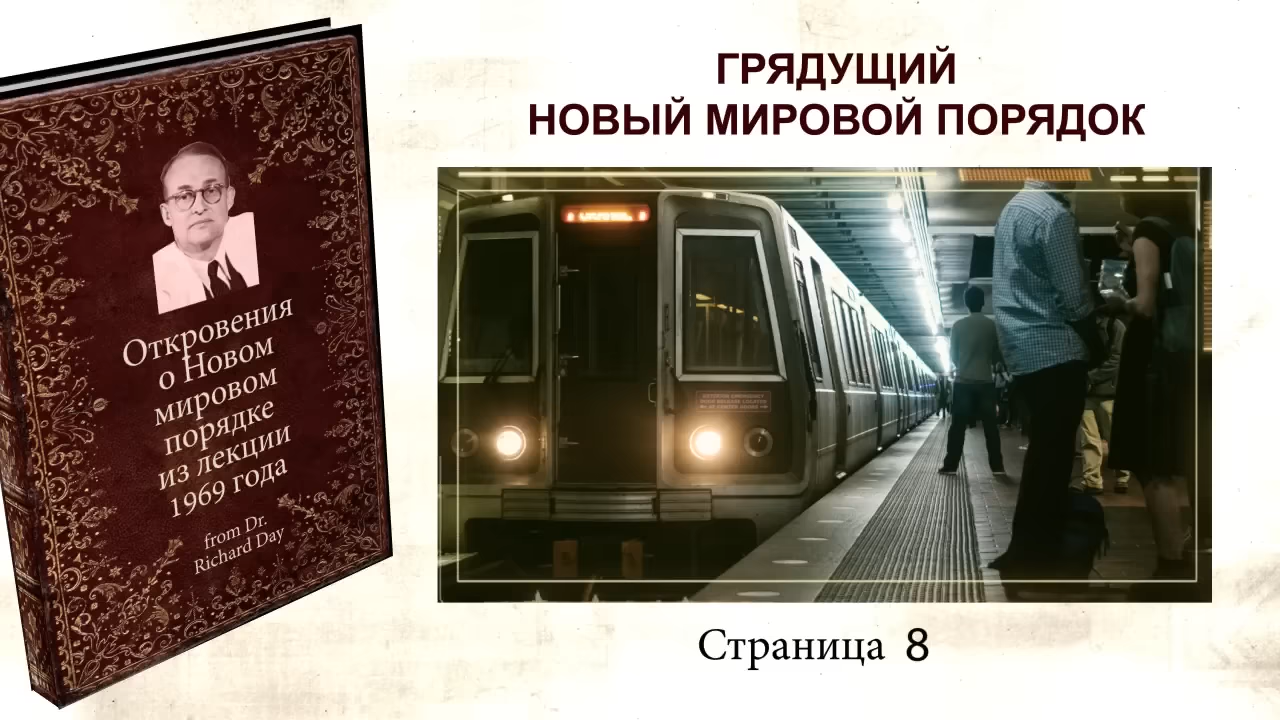 ГРЯДУЩИЙ
НОВЫЙ МИРОВОЙ ПОРЯДОК
Откровения
о Новом
мировом
порядке
из лекции
1969 года
from Dr.
Richard Day
Страница 8